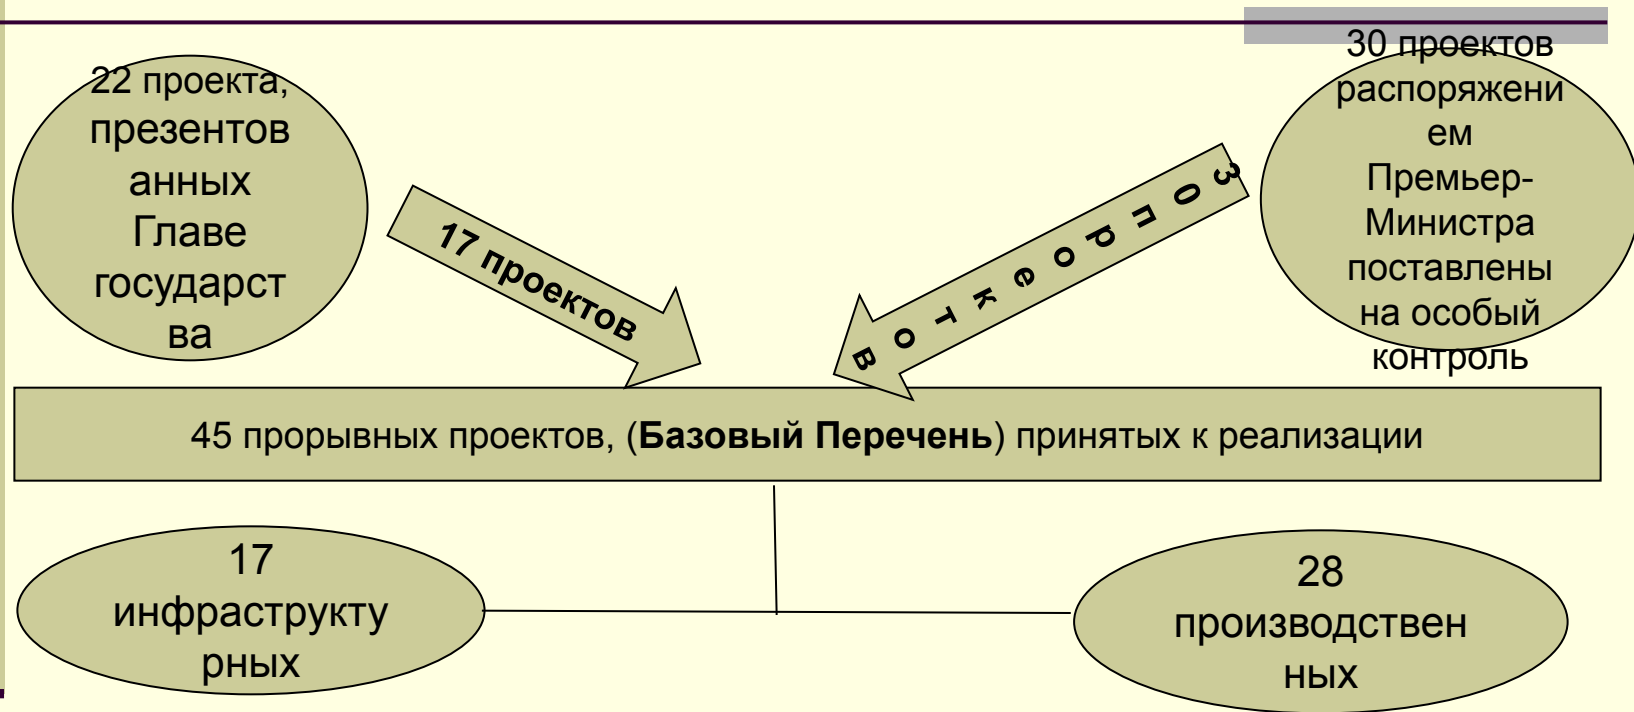 22 проекта,
презентов
анных
Главе
государст
ва
30 проектов
распоряжени
ем
Премьер-
Министра
поставлены
на особый
контроль
17 проектов
30 проектов
45 прорывных проектов, (Базовый Перечень) принятых к реализации
17
инфраструкту
рных
28
производствен
ных